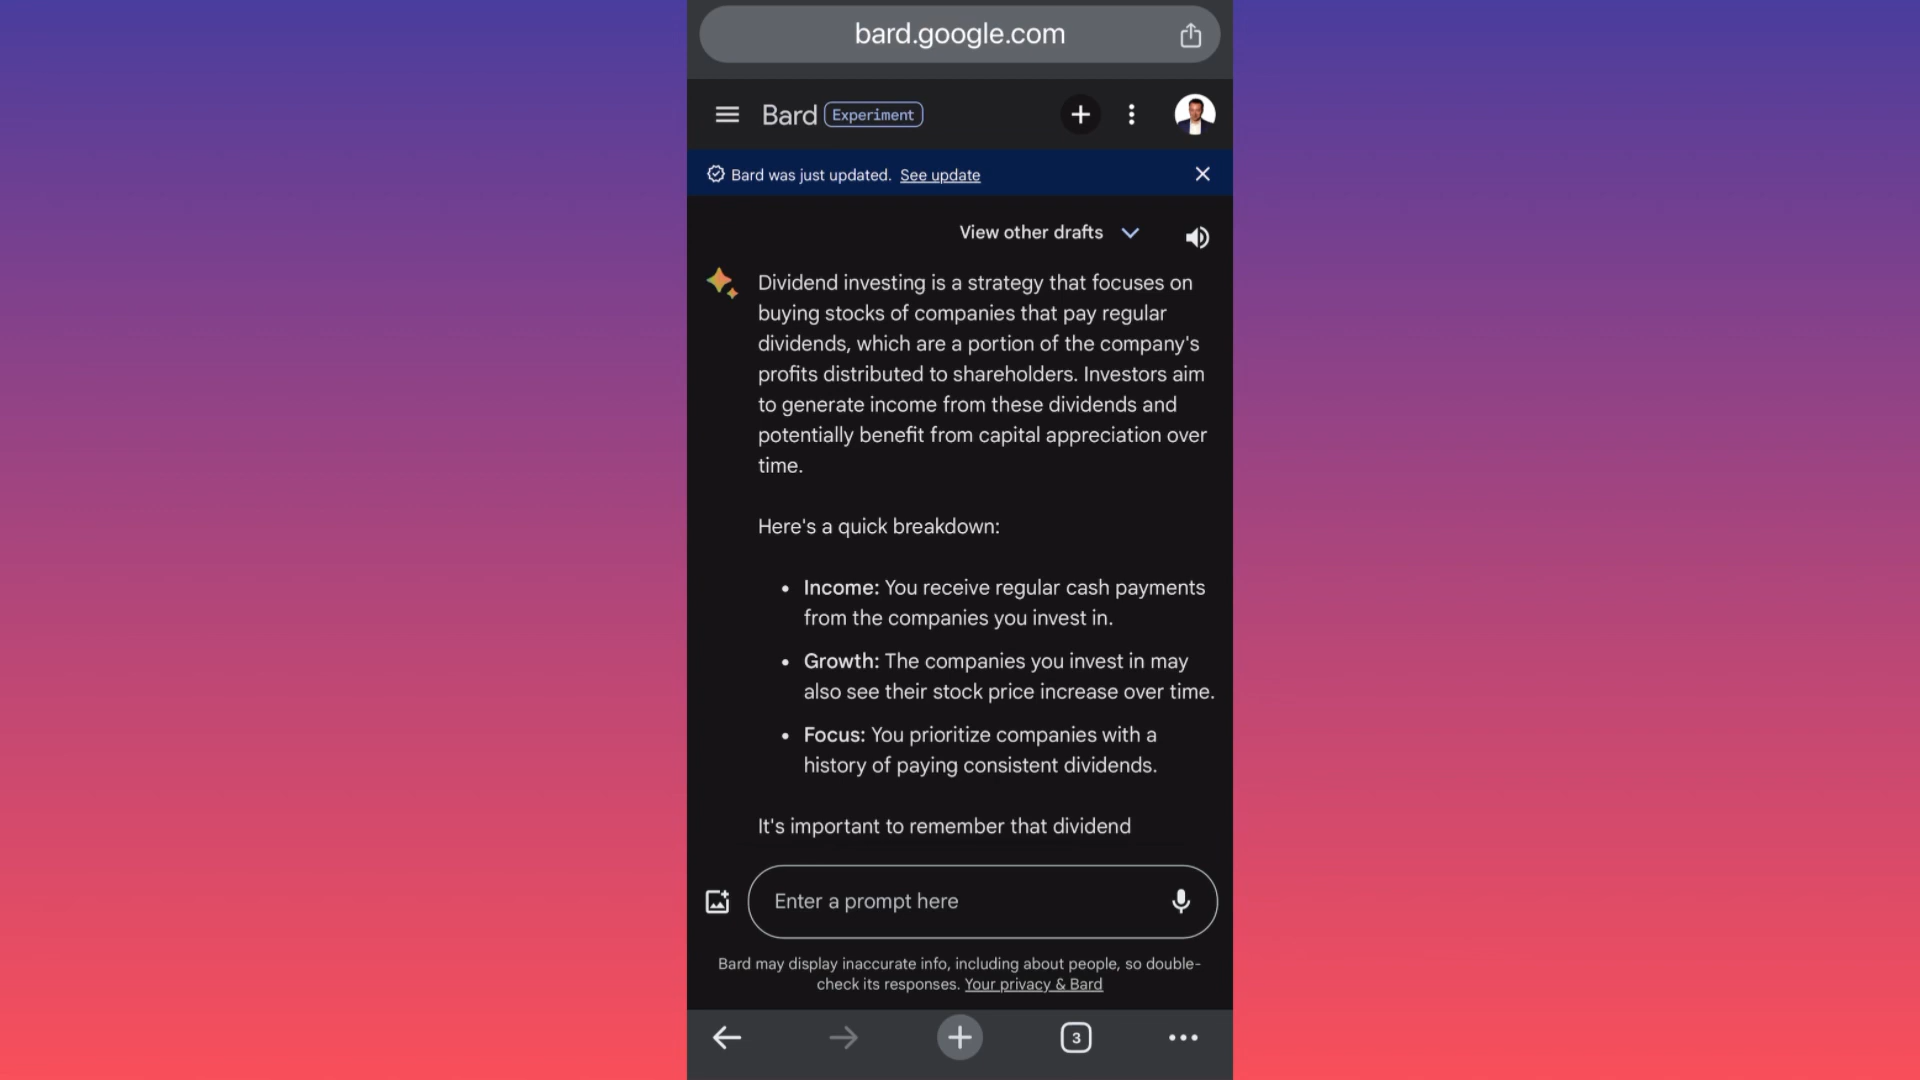 bard.google.com
Bard Experiment
Bard was just updated. See update
View other drafts
Dividend investing is a strategy that focuses on
buying stocks of companies that pay regular
dividends, which are a portion of the company's
profits distributed to shareholders. Investors aim
to generate income from these dividends and
potentially benefit from capital appreciation over
time.
Here's a quick breakdown:
• Income: You receive regular cash payments
from the companies you invest in.
• Growth: The companies you invest in may
also see their stock price increase over time.
• Focus: You prioritize companies with a
history of paying consistent dividends.
It's important to remember that dividend
Enter a prompt here
Bard may display inaccurate info, including about people, so double-
check its responses. Your privacy & Bard
3